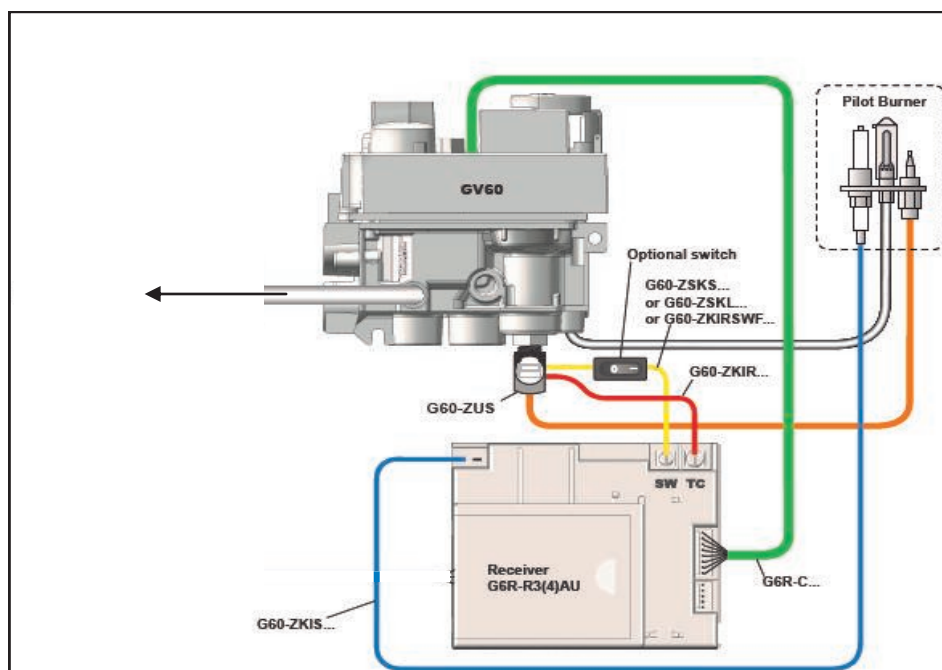 Pilot Burner
GV60
Optional switch
G60-ZSKS...
or G60-ZSKL...
or G60-ZKIRSWF...
G60-ZKIR...
G60-ZUS
SW TC
Receiver
G6R-R3(4)AU
G6R-C...
G60-ZKIS...